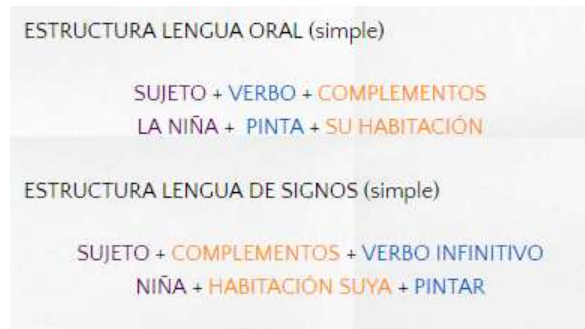 ESTRUCTURA LENGUA ORAL (simple)
SUJETO + VERBO + COMPLEMENTOS
LA NIÑA + PINTA + SU HABITACIÓN
ESTRUCTURA LENGUA DE SIGNOS (simple)
SUJETO + COMPLEMENTOS + VERBO INFINITIVO
NIÑA + HABITACIÓN SUYA + PINTAR